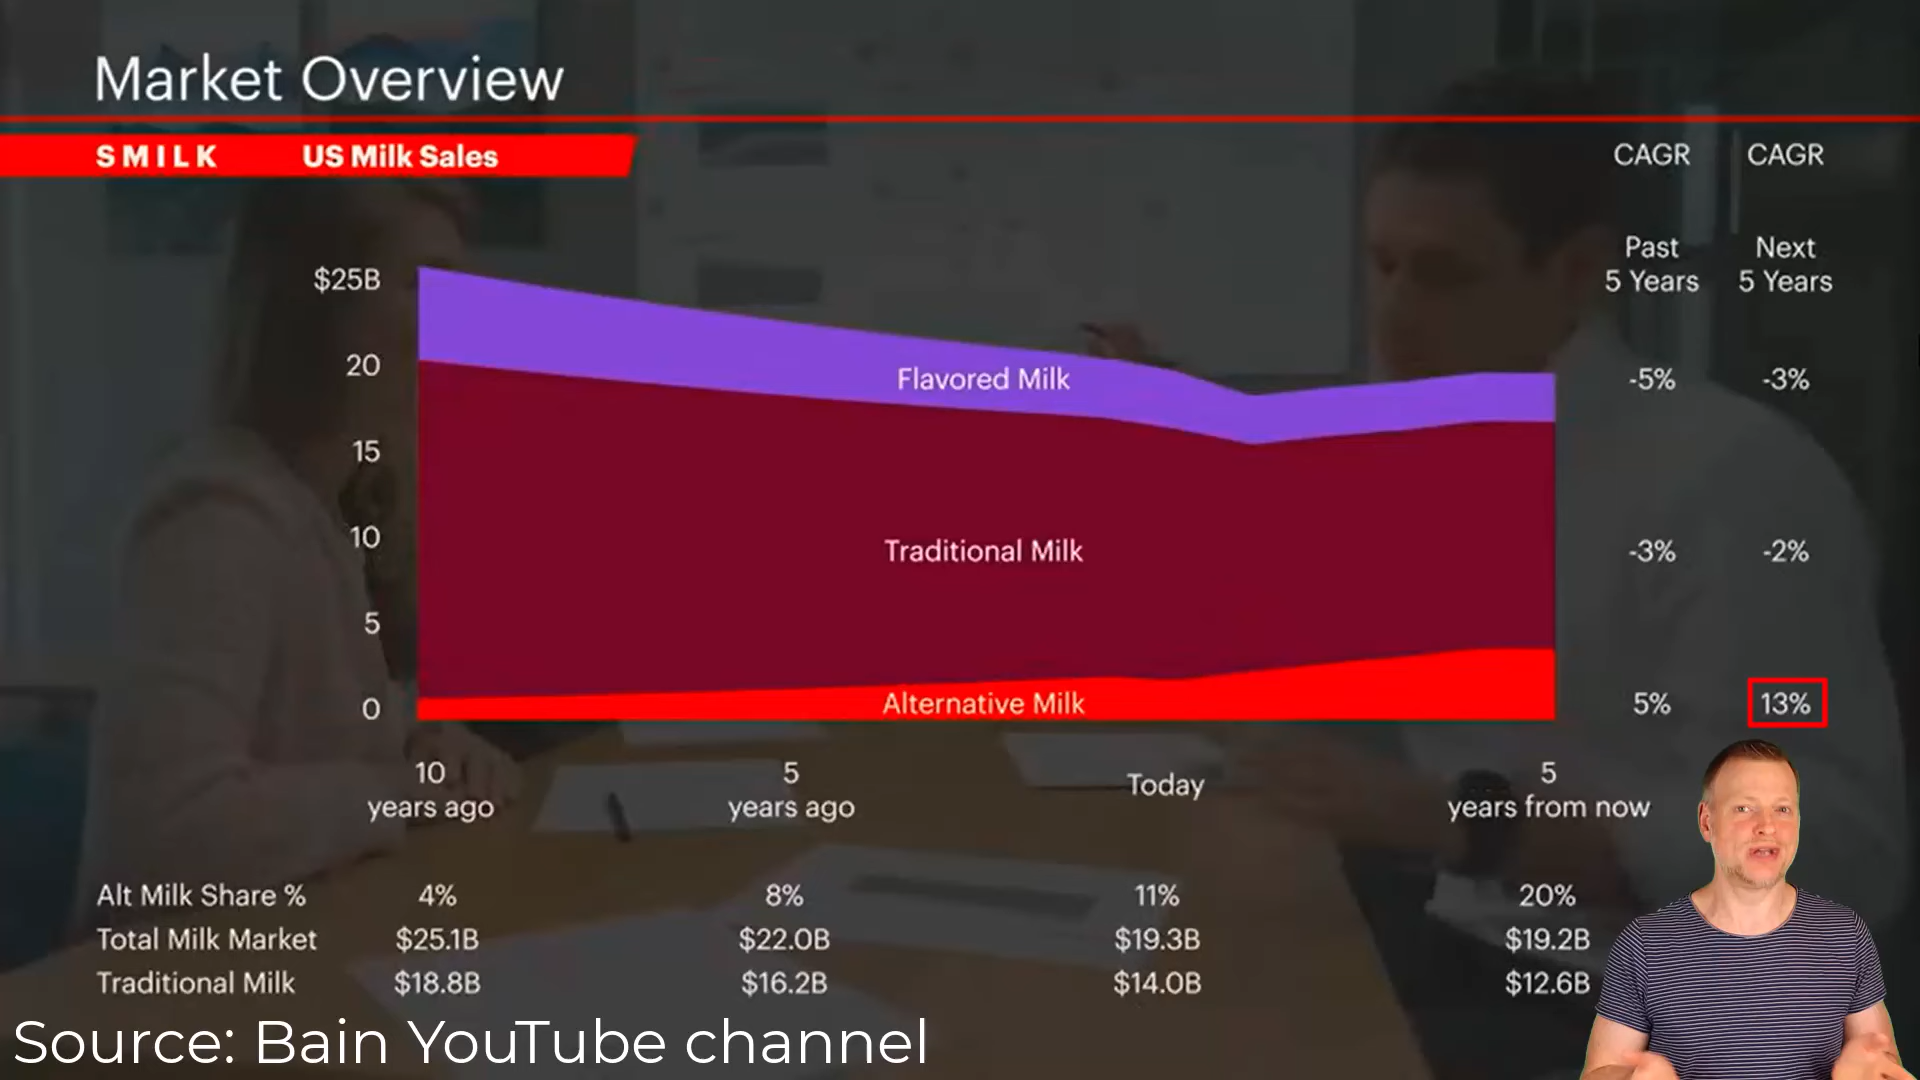 Market Overview
SMILK US Milk Sales
CAGR CAGR
Past Next
5 Years 5 Years
$25B
20
15
10
5
0
Flavored Milk -5% -3%
Traditional Milk -3% -2%
Alternative Milk 5% 13%
10 5 Today 5
years ago years ago years from now
Alt Milk Share % 4% 8% 11% 20%
Total Milk Market $25.1B $22.0B $19.3B $19.2B
Traditional Milk $18.8B $16.2B $14.0B $12.6B
Source: Bain YouTube channel